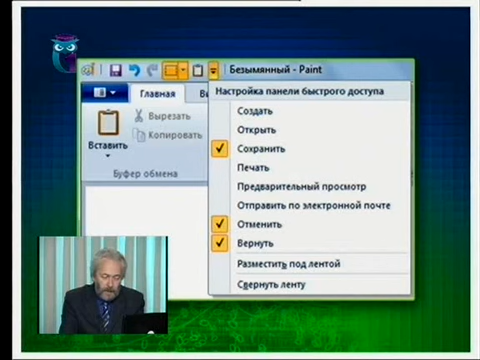 Безымянный - Paint
Настройка панели быстрого доступа
Главная
Ви
Создать
Открыть
Сохранить
Печать
Предварительный просмотр
Отправить по электронной почте
Отменить
Вернуть
Разместить под лентой
Свернуть ленту
Вставить
Вырезать
Копировать
Буфер обмена